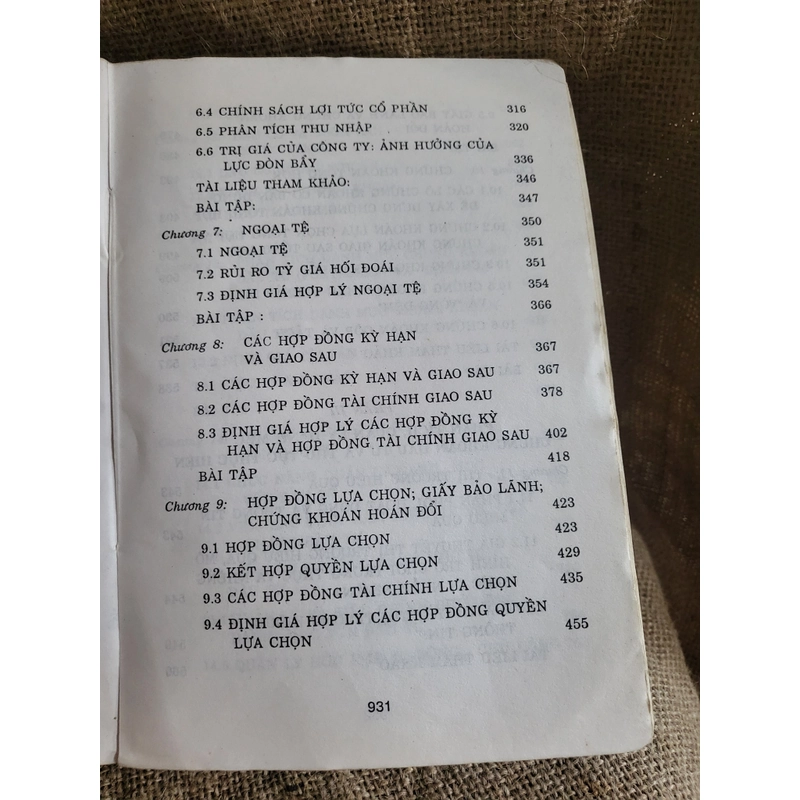 6.4 CHÍNH SÁCH LỢI TỨC CỔ PHẦN 316
6.5 PHÂN TÍCH THU NHẬP 320
6.6 TRỊ GIÁ CỦA CÔNG TY: ẢNH HƯỞNG CỦA
LỰC ĐÒN BẨY 336
TÀI LIỆU THAM KHẢO: 346
BÀI TẬP: 347
Chương 7: NGOẠI TỆ 350
7.1 NGOẠI TỆ 351
7.2 RỦI RO TỶ GIÁ HỐI ĐOÁI 351
7.3 ĐỊNH GIÁ HỢP LÝ NGOẠI TỆ 354
BÀI TẬP : 366
Chương 8: CÁC HỢP ĐỒNG KỲ HẠN
VÀ GIAO SAU 367
8.1 CÁC HỢP ĐỒNG KỲ HẠN VÀ GIAO SAU 367
8.2 CÁC HỢP ĐỒNG TÀI CHÍNH GIAO SAU 378
8.3 ĐỊNH GIÁ HỢP LÝ CÁC HỢP ĐỒNG KỲ
HẠN VÀ HỢP ĐỒNG TÀI CHÍNH GIAO SAU 402
BÀI TẬP 418
Chương 9: HỢP ĐỒNG LỰA CHỌN; GIẤY BẢO LÃNH;
CHỨNG KHOÁN HOÁN ĐỔI 423
9.1 HỢP ĐỒNG LỰA CHỌN 423
9.2 KẾT HỢP QUYỀN LỰA CHỌN 429
9.3 CÁC HỢP ĐỒNG TÀI CHÍNH LỰA CHỌN 435
9.4 ĐỊNH GIÁ HỢP LÝ CÁC HỢP ĐỒNG QUYỀN
LỰA CHỌN 455
931